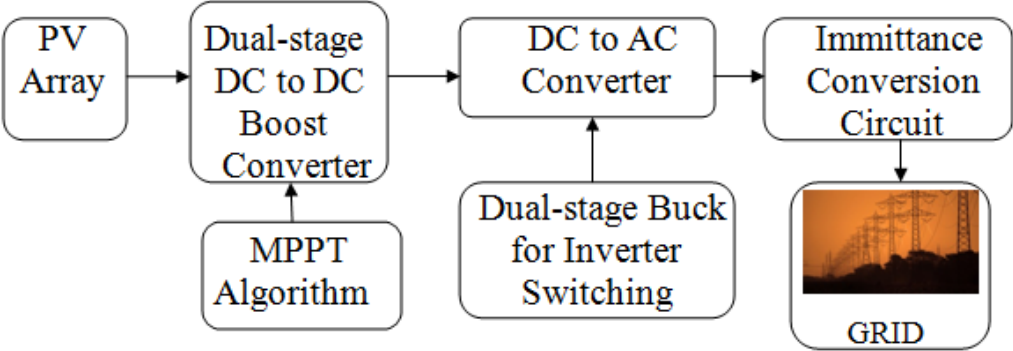 PV
Array
Dual-stage
DC to DC
Boost
Converter
DC to AC
Converter
Immittance
Conversion
Circuit
MPPT
Algorithm
Dual-stage Buck
for Inverter
Switching
GRID